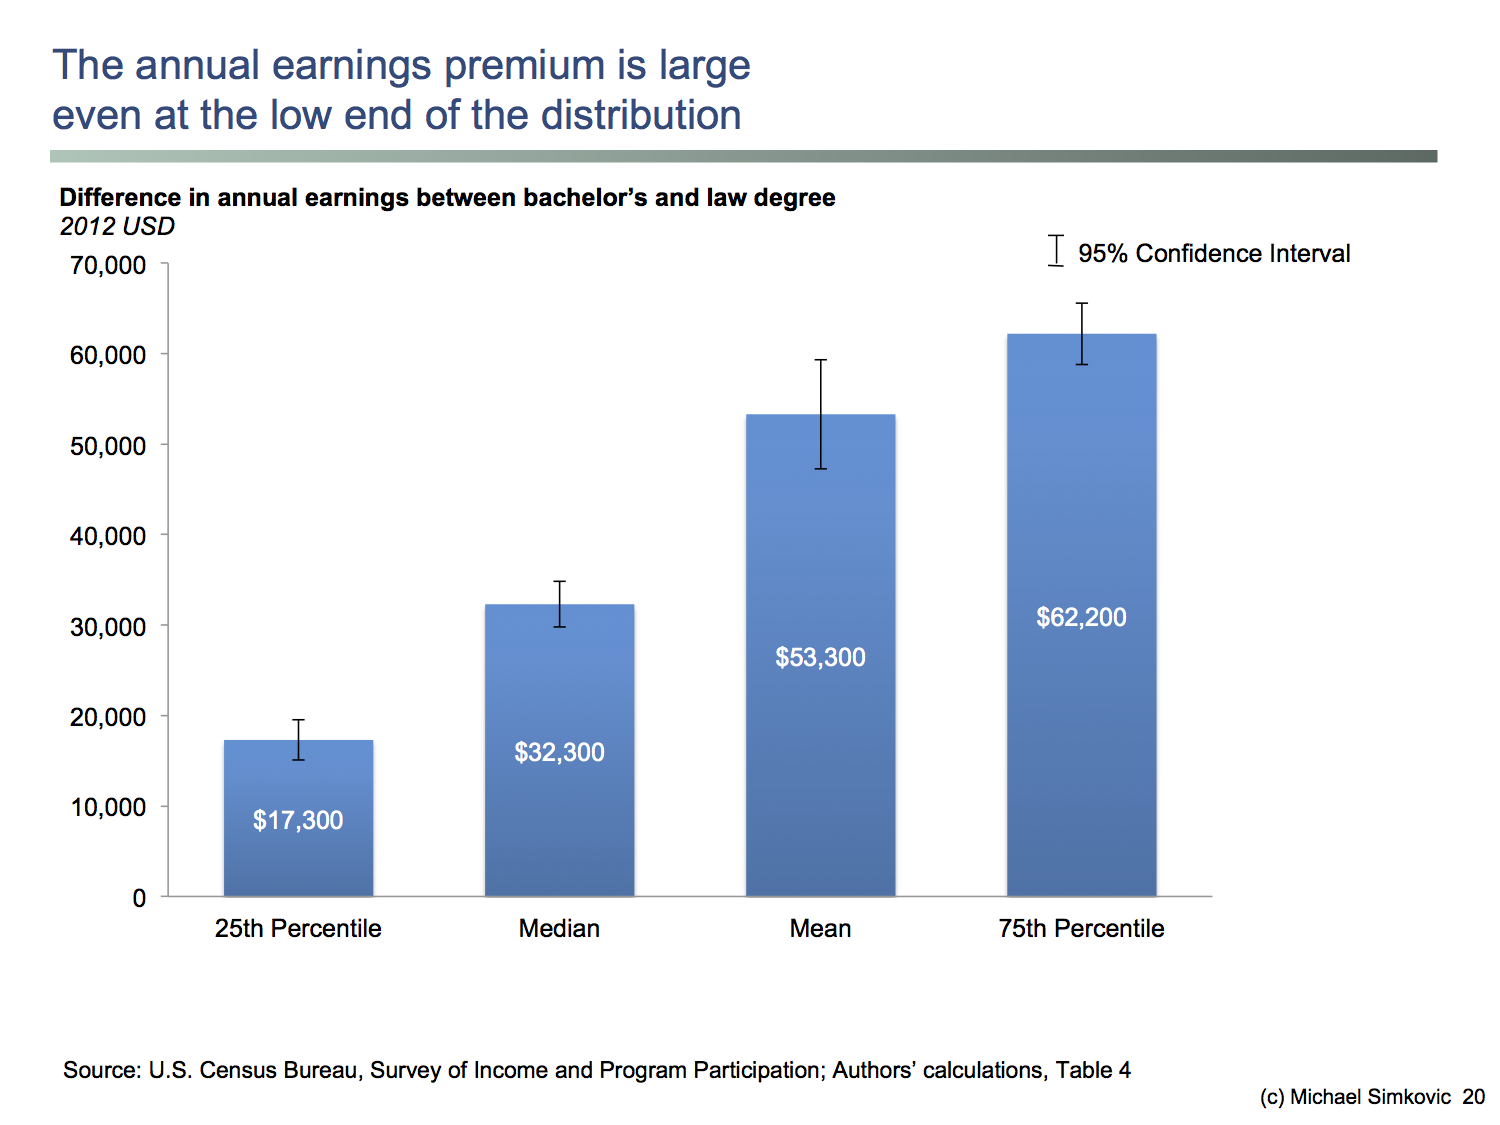 The annual earnings premium is large
even at the low end of the distribution
Difference in annual earnings between bachelor’s and law degree
2012 USD
95% Confidence Interval
70,000
60,000
50,000
40,000
30,000
20,000
10,000
0
$17,300
$32,300
$53,300
$62,200
25th Percentile
Median
Mean
75th Percentile
Source: U.S. Census Bureau, Survey of Income and Program Participation; Authors’ calculations, Table 4
(c) Michael Simkovic 20